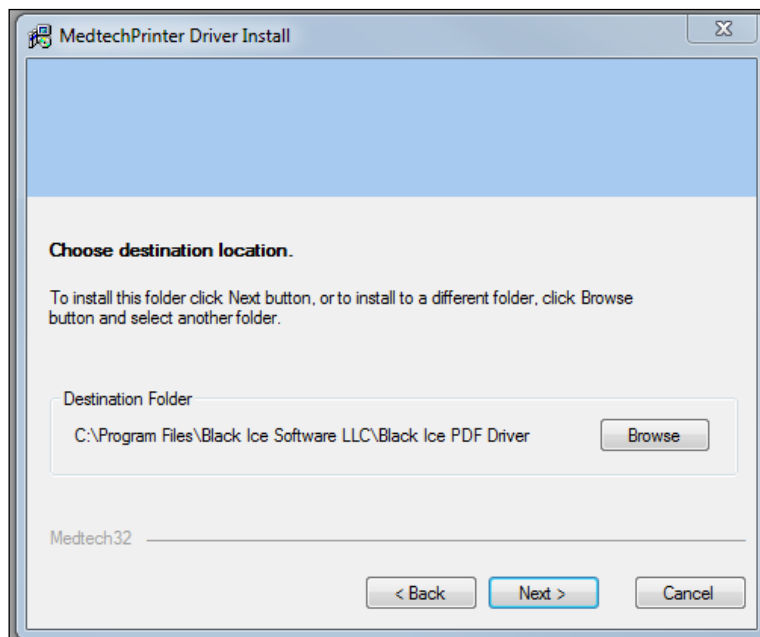 MedtechPrinter Driver Install
Choose destination location.
To install this folder click Next button, or to install to a different folder, click Browse
button and select another folder.
Destination Folder
C:\Program Files\Black Ice Software LLC\Black Ice PDF Driver
Browse
Medtech32
< Back
Next >
Cancel